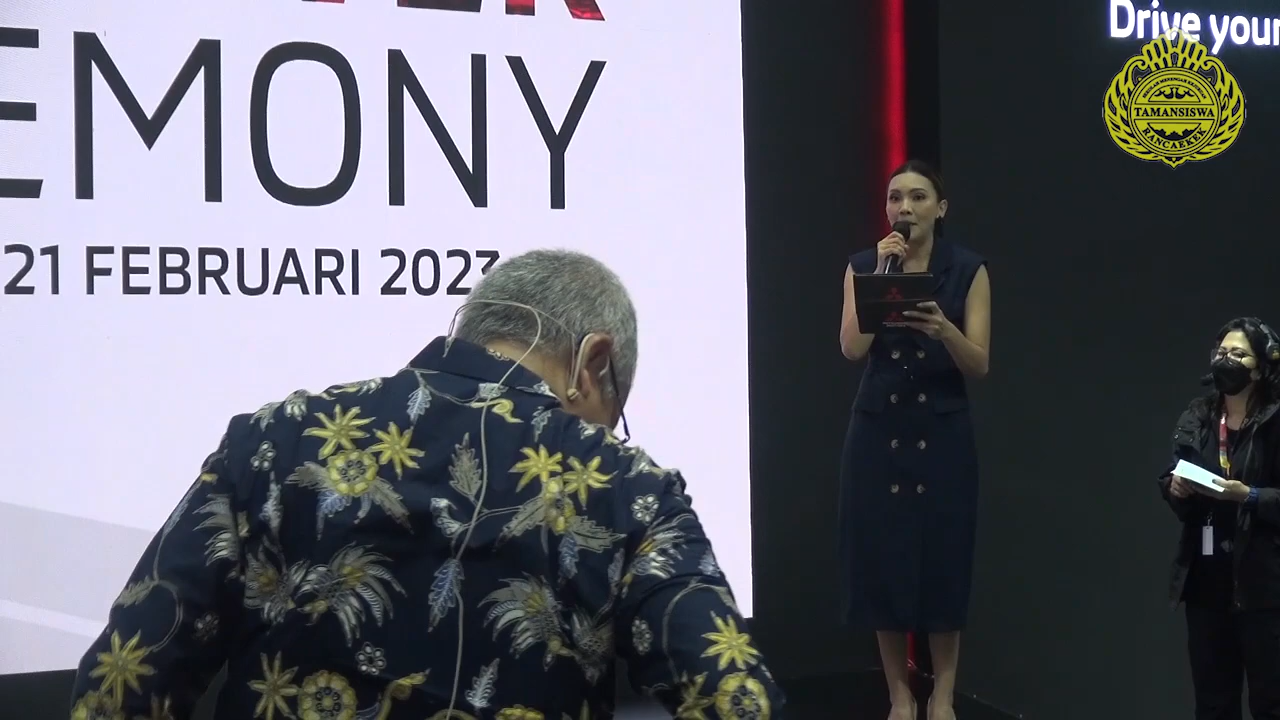 EMONY
21 FEBRUARI 2023
Drive your
TAMANSISWA
RANCAEKEK